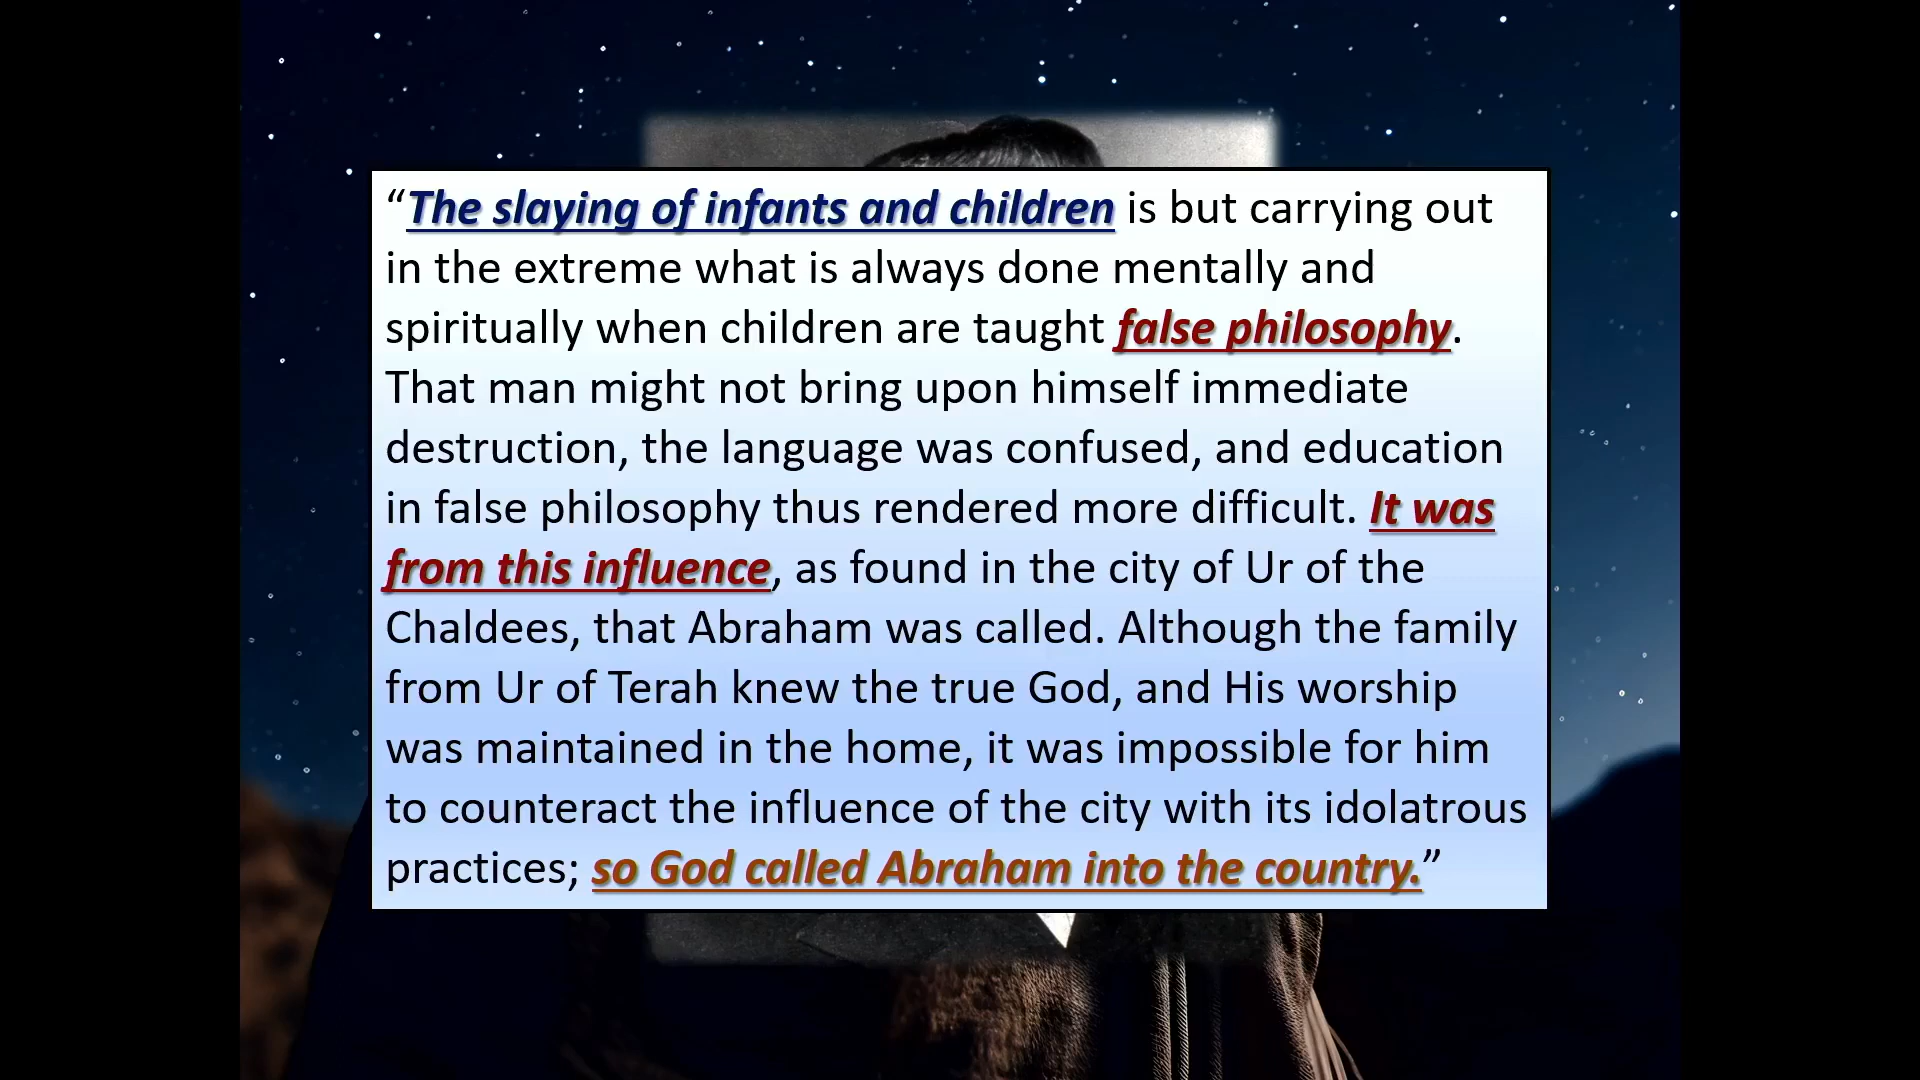 “The slaying of infants and children is but carrying out
in the extreme what is always done mentally and
spiritually when children are taught false philosophy.
That man might not bring upon himself immediate
destruction, the language was confused, and education
in false philosophy thus rendered more difficult. It was
from this influence, as found in the city of Ur of the
Chaldees, that Abraham was called. Although the family
from Ur of Terah knew the true God, and His worship
was maintained in the home, it was impossible for him
to counteract the influence of the city with its idolatrous
practices; so God called Abraham into the country.”